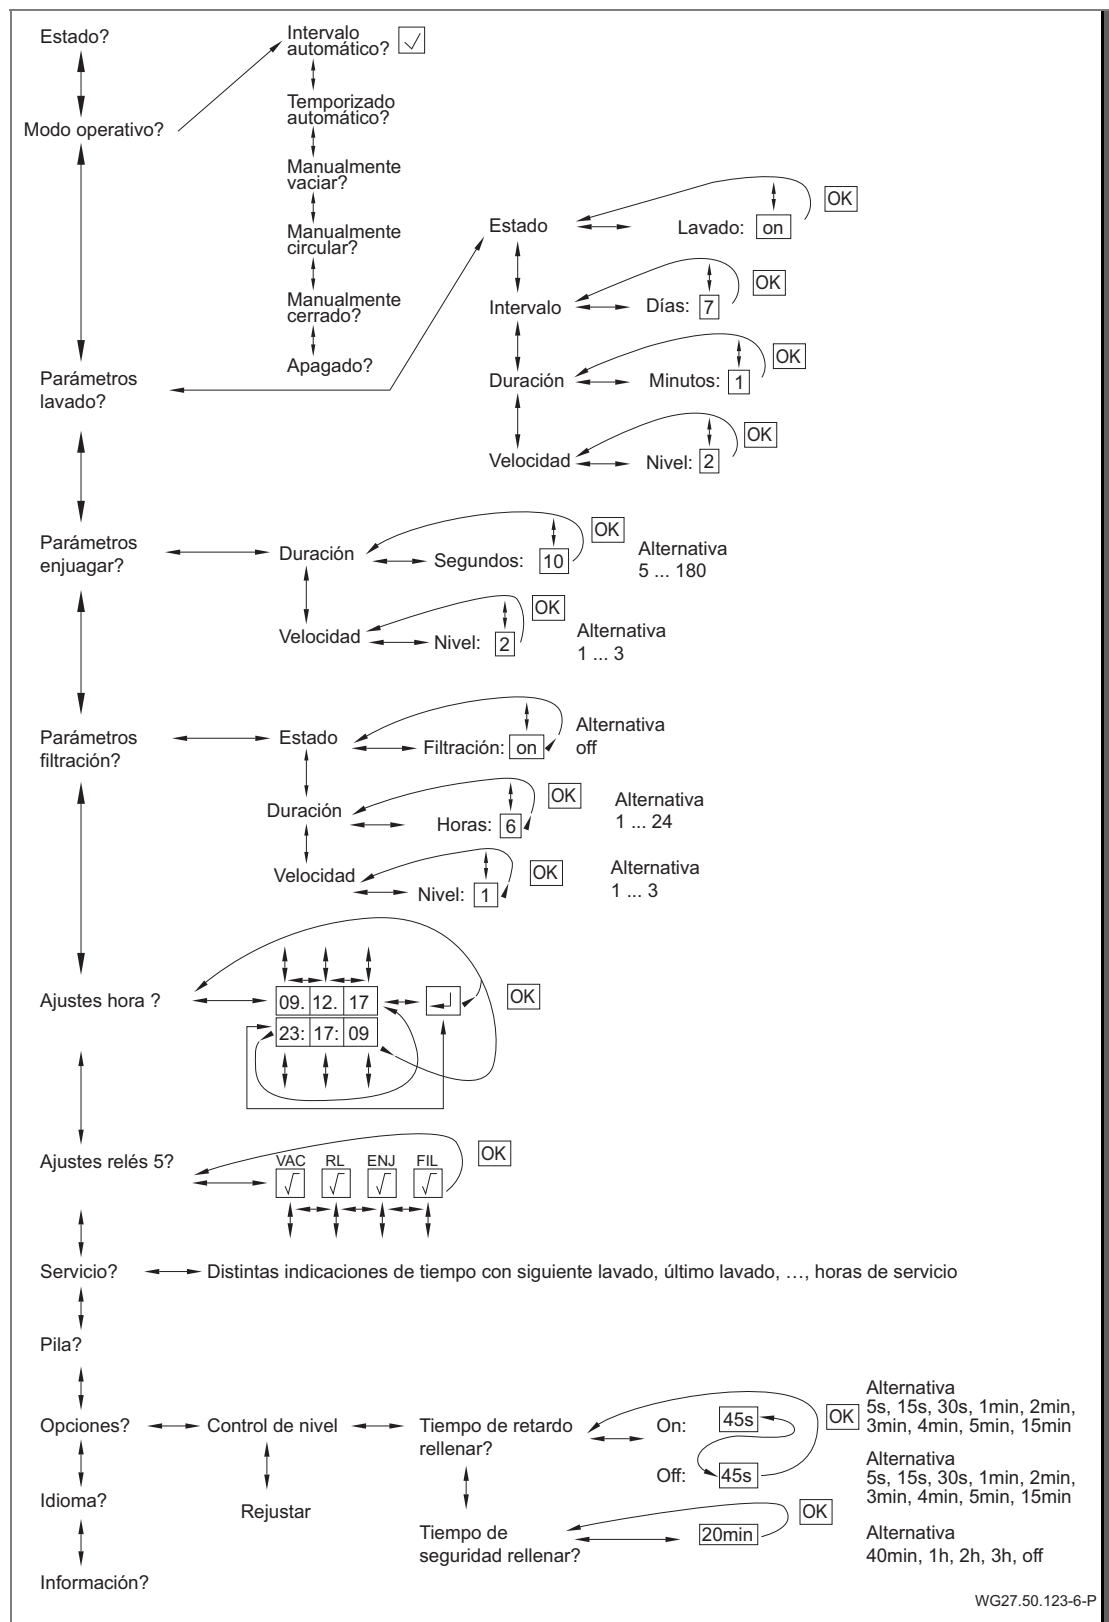 Estado?
Modo operativo?
Intervalo
automático?
Temporizado
automático?
Manualmente
vaciar?
Manualmente
circular?
Manualmente
cerrado?
Apagado?
Parámetros
lavado?
Estado
Lavado: on
OK
Intervalo
Días: 7
OK
Duración
Minutos: 1
OK
Velocidad
Nivel: 2
OK
Parámetros
enjuagar?
Duración
Segundos: 10
OK
Alternativa
5 ... 180
Velocidad
Nivel: 2
OK
Alternativa
1 ... 3
Parámetros
filtración?
Estado
Filtración: on
Alternativa
off
Duración
Horas: 6
OK
Alternativa
1 ... 24
Velocidad
Nivel: 1
OK
Alternativa
1 ... 3
Ajustes hora ?
09. 12. 17
23: 17: 09
OK
Ajustes relés 5?
VAC RL ENJ FIL
OK
Servicio?
Distintas indicaciones de tiempo con siguiente lavado, último lavado, …, horas de servicio
Pila?
Opciones?
Control de nivel
Rejustar
Tiempo de retardo
rellenar?
On: 45s
OK
Alternativa
5s, 15s, 30s, 1min, 2min,
3min, 4min, 5min, 15min
Off: 45s
Alternativa
5s, 15s, 30s, 1min, 2min,
3min, 4min, 5min, 15min
Idioma?
Tiempo de
seguridad rellenar?
20min
OK
Alternativa
40min, 1h, 2h, 3h, off
Información?
WG27.50.123-6-P